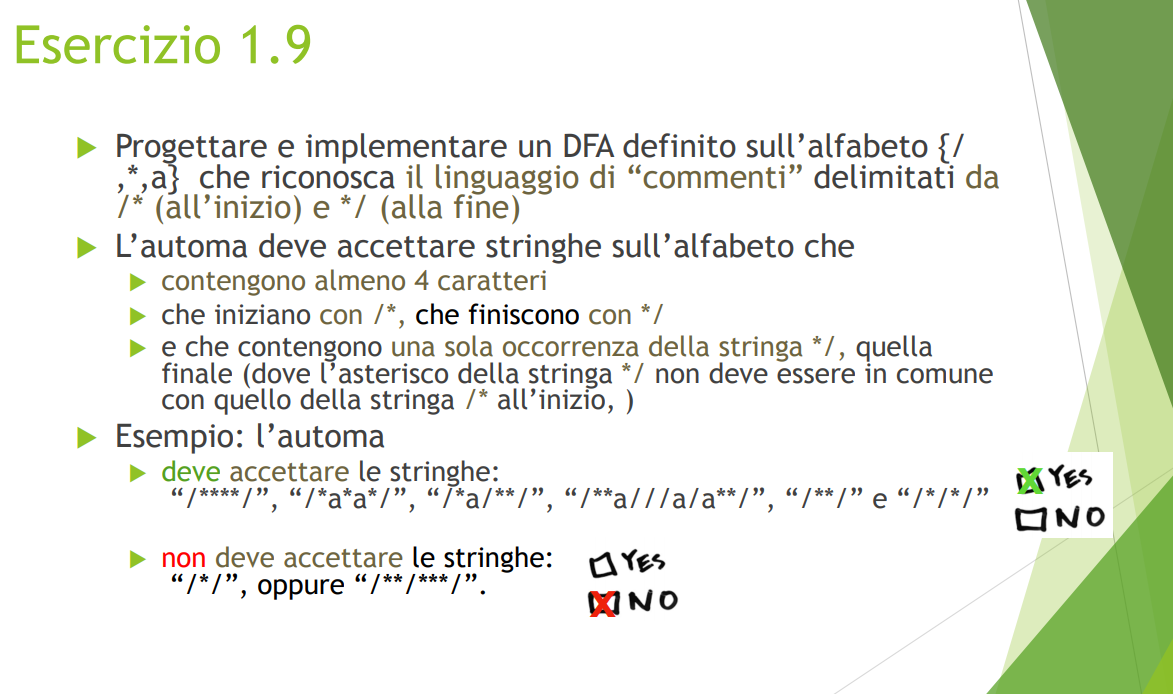 Esercizio 1.9
Progettare e implementare un DFA definito sull’alfabeto {/
,*,a} che riconosca il linguaggio di “commenti” delimitati da
/* (all’inizio) e */ (alla fine)
L’automa deve accettare stringhe sull’alfabeto che
contengono almeno 4 caratteri
che iniziano con /*, che finiscono con */
e che contengono una sola occorrenza della stringa */, quella
finale (dove l’asterisco della stringa */ non deve essere in comune
con quello della stringa /* all’inizio, )
Esempio: l’automa
deve accettare le stringhe:
“/****/”, “/*a*a*/”, “/*a/**/”, “/**a///a/a**/”, “/**/” e “/*/*/”
YES
NO
non deve accettare le stringhe:
“/*/”, oppure “/**/***/”.
YES
NO